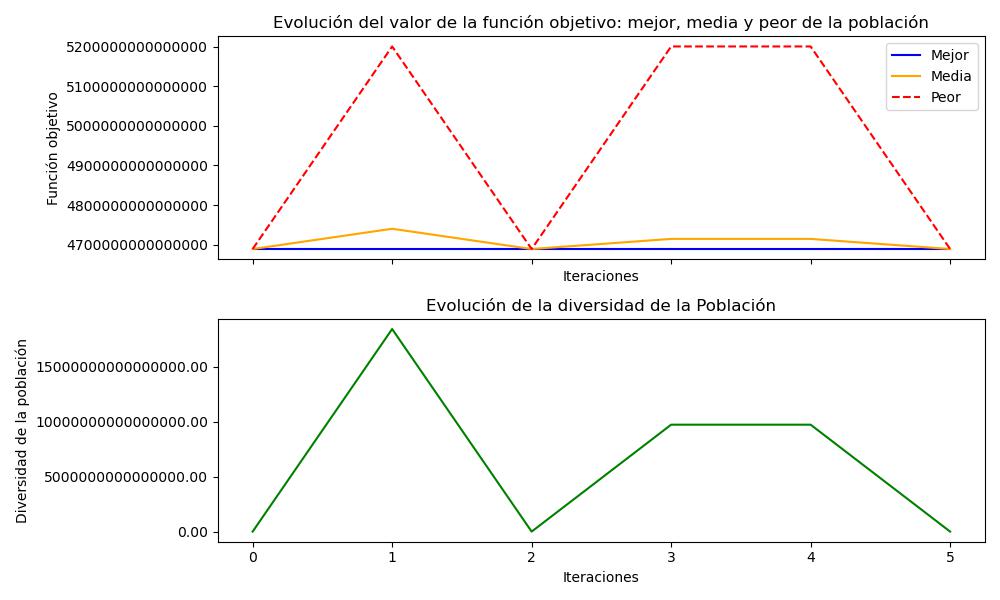 Evolución del valor de la función objetivo: mejor, media y peor de la población
5200000000000000
5100000000000000
5000000000000000
4900000000000000
4800000000000000
4700000000000000
Función objetivo
Mejor
Media
Peor
Iteraciones
Evolución de la diversidad de la Población
15000000000000000.00
10000000000000000.00
5000000000000000.00
0.00
Diversidad de la población
0 1 2 3 4 5
Iteraciones